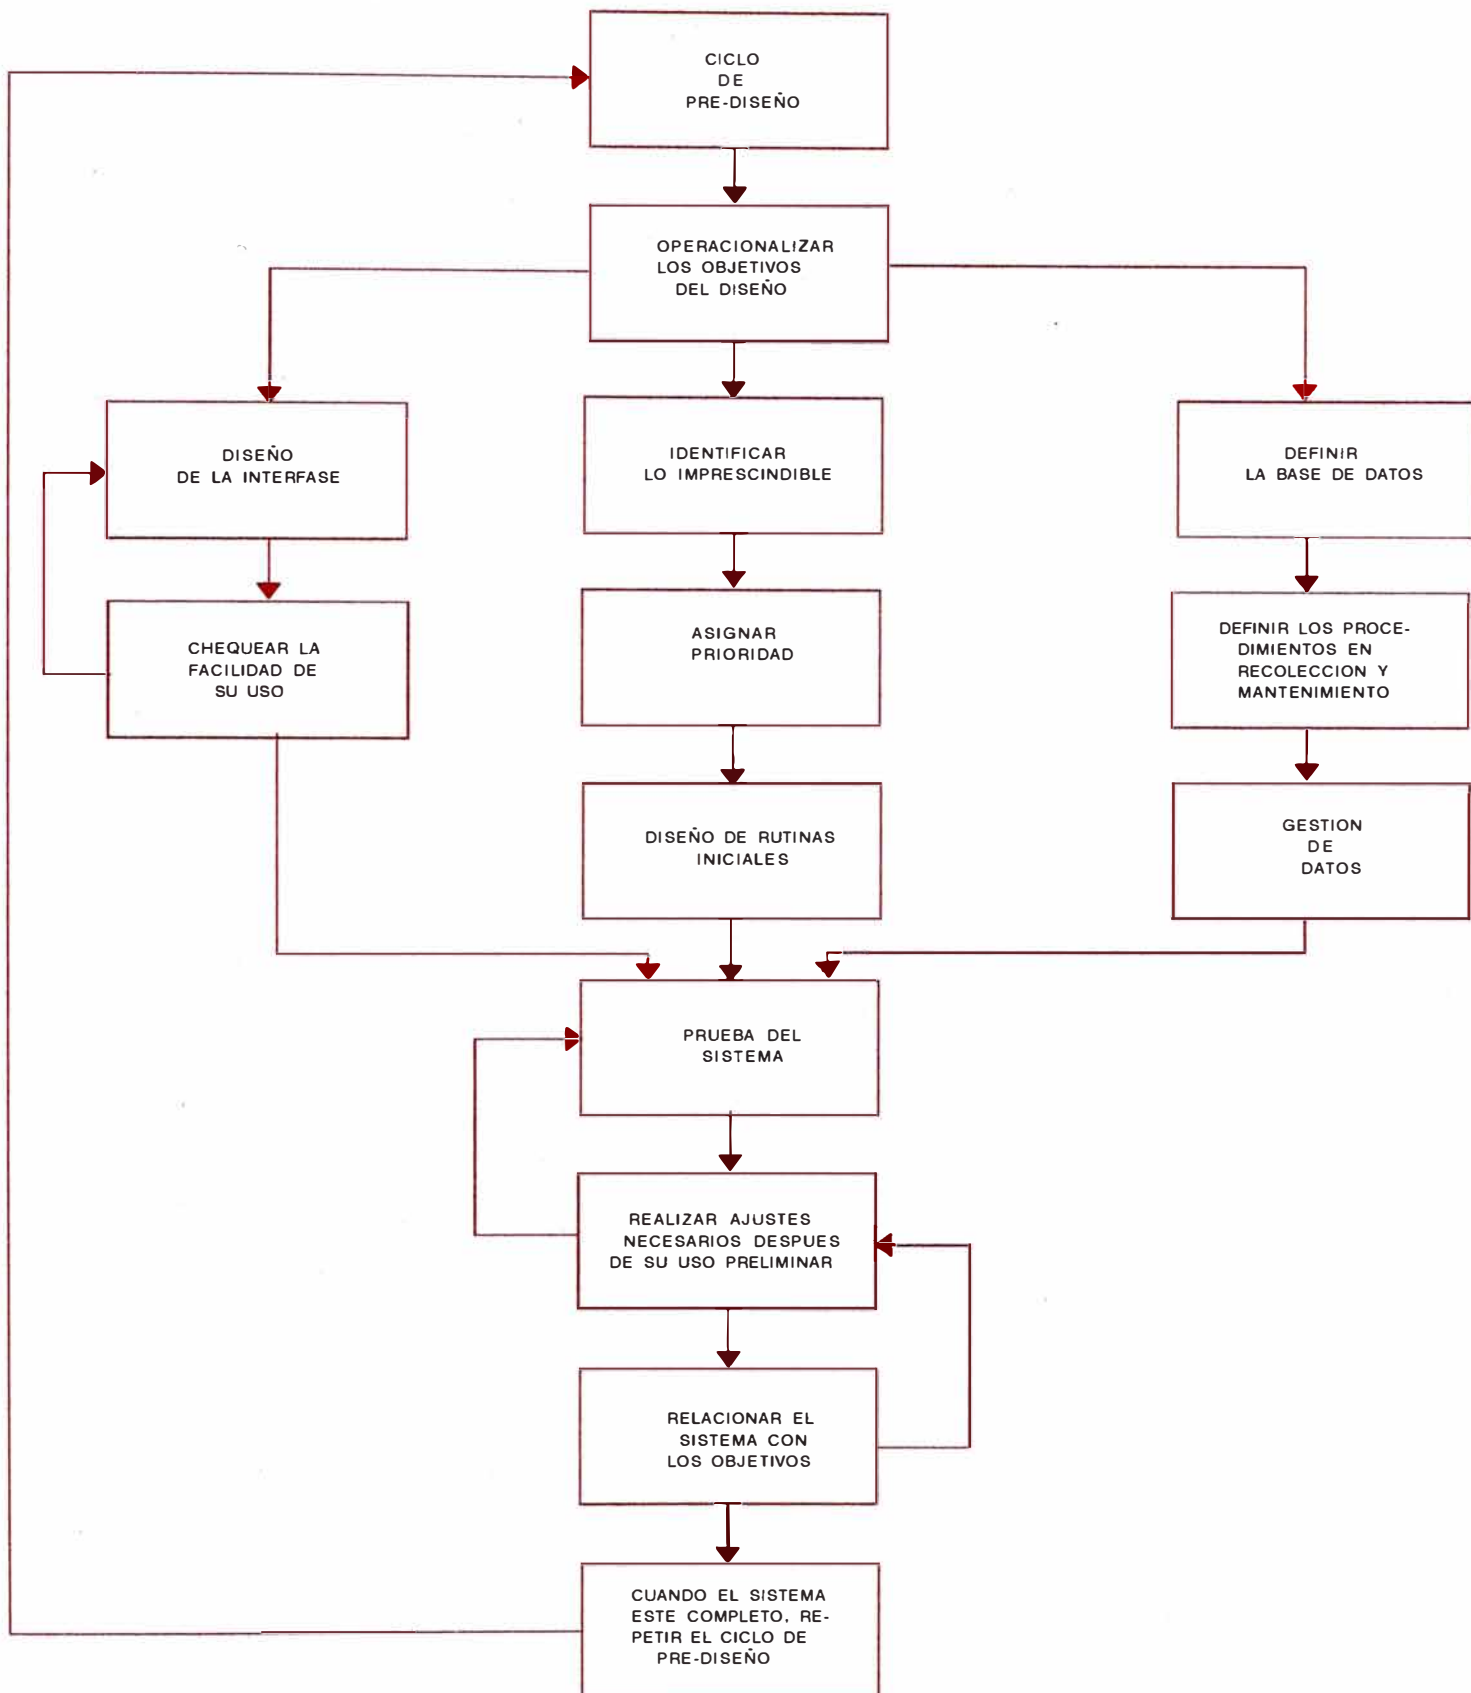 CICLO
DE
PRE-DISEÑO
OPERACIONALIZAR
LOS OBJETIVOS
DEL DISEÑO
DISEÑO
DE LA INTERFASE
IDENTIFICAR
LO IMPRESCINDIBLE
DEFINIR
LA BASE DE DATOS
CHEQUEAR LA
FACILIDAD DE
SU USO
ASIGNAR
PRIORIDAD
DEFINIR LOS PROCE-
DIMIENTOS EN
RECOLECCION Y
MANTENIMIENTO
DISEÑO DE RUTINAS
INICIALES
GESTION
DE
DATOS
PRUEBA DEL
SISTEMA
REALIZAR AJUSTES
NECESARIOS DESPUES
DE SU USO PRELIMINAR
RELACIONAR EL
SISTEMA CON
LOS OBJETIVOS
CUANDO EL SISTEMA
ESTE COMPLETO, RE-
PETIR EL CICLO DE
PRE-DISEÑO